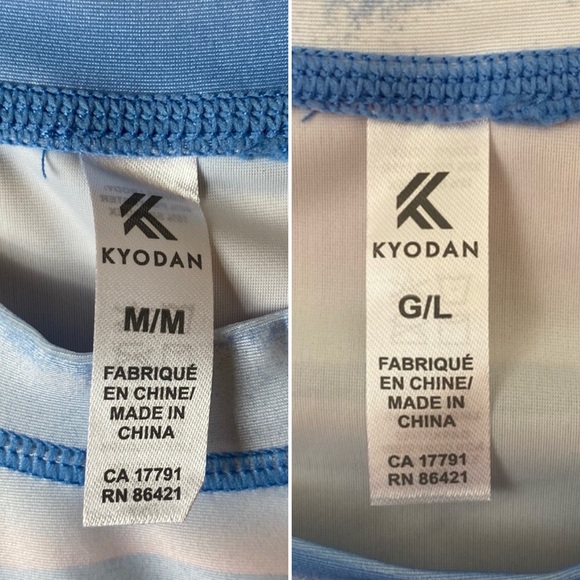 KYODAN
M/M
FABRIQUÉ
EN CHINE/
MADE IN
CHINA
CA 17791
RN 86421
KYODAN
G/L
FABRIQUÉ
EN CHINE/
MADE IN
CHINA
CA 17791
RN 86421